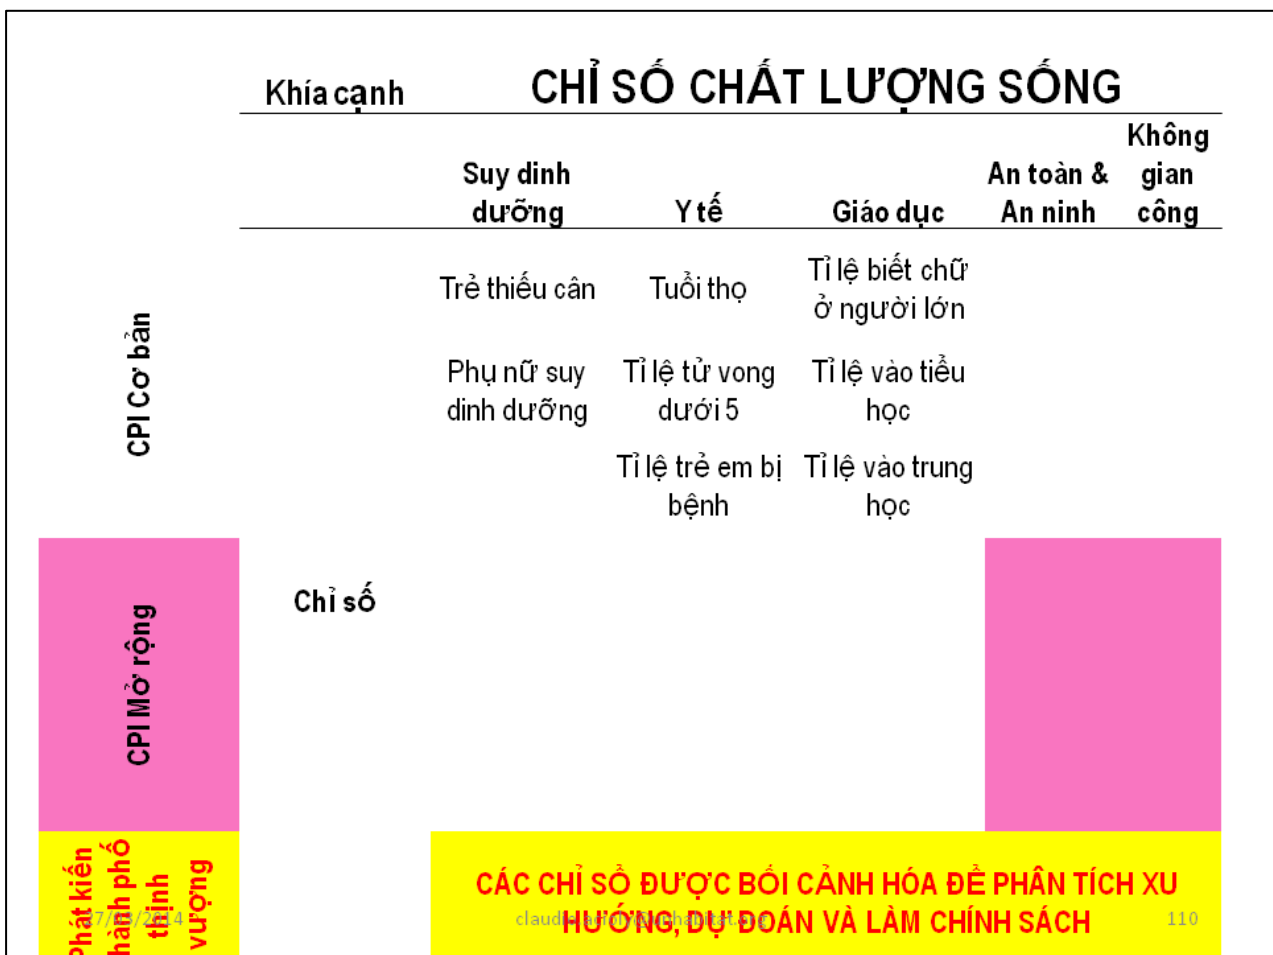 Khía cạnh CHỈ SỐ CHẤT LƯỢNG SỐNG
Không
Suy dinh An toàn & gian
dưỡng Y tế Giáo dục An ninh công
Trẻ thiếu cân Tuổi thọ Tỉ lệ biết chữ
ở người lớn
CPI Cơ bản
Phụ nữ suy Tỉ lệ tử vong Tỉ lệ vào tiểu
dinh dưỡng dưới 5 học
Tỉ lệ trẻ em bị Tỉ lệ vào trung
bệnh học
CPI Mở rộng
Chỉ số
Phát kiến
thành phố
thịnh
vượng
CÁC CHỈ SỐ ĐƯỢC BỐI CẢNH HÓA ĐỂ PHÂN TÍCH XU
HƯỚNG, DỰ ĐOÁN VÀ LÀM CHÍNH SÁCH
110